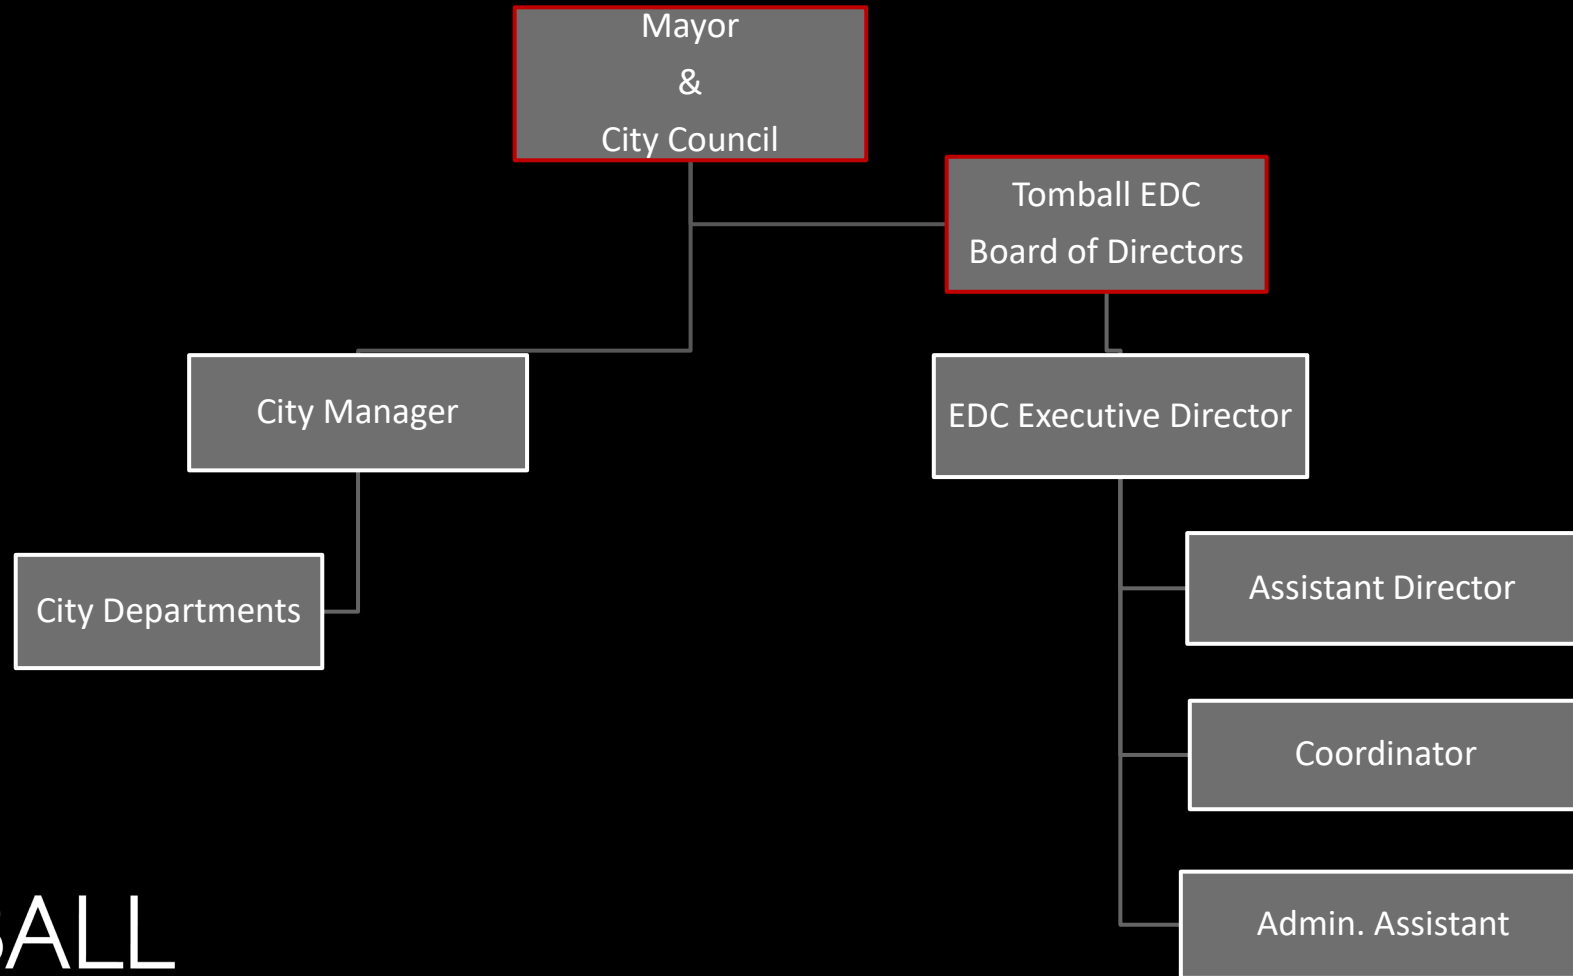 Mayor
&
City Council
Tomball EDC
Board of Directors
City Manager
EDC Executive Director
City Departments
Assistant Director
Coordinator
Admin. Assistant
BALL